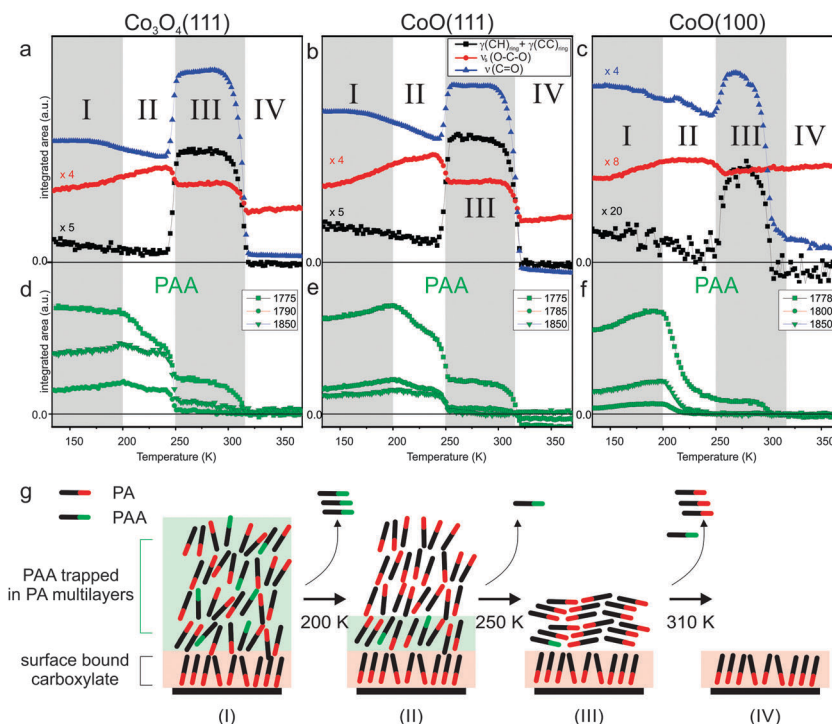 Co₃O₄(111) CoO(111) CoO(100)
a b c
γ(CH)ring + γ(CC)ring
νs(O-C-O)
ν(C=O)
I II III IV
I II III IV
I II III IV
x 4
x 4 x 4 x 8
x 5 x 5 x 20
integrated area (a.u.)
0.0 0.0 0.0
d PAA e PAA f PAA
1775 1775 1778
1790 1785 1800
1850 1850 1850
integrated area (a.u.)
0.0 0.0 0.0
150 200 250 300 350 150 200 250 300 350 150 200 250 300 350
Temperature (K) Temperature (K) Temperature (K)
g
PA
PAA
PAA trapped
in PA multilayers
200 K 250 K 310 K
surface bound
carboxylate
(I) (II) (III) (IV)